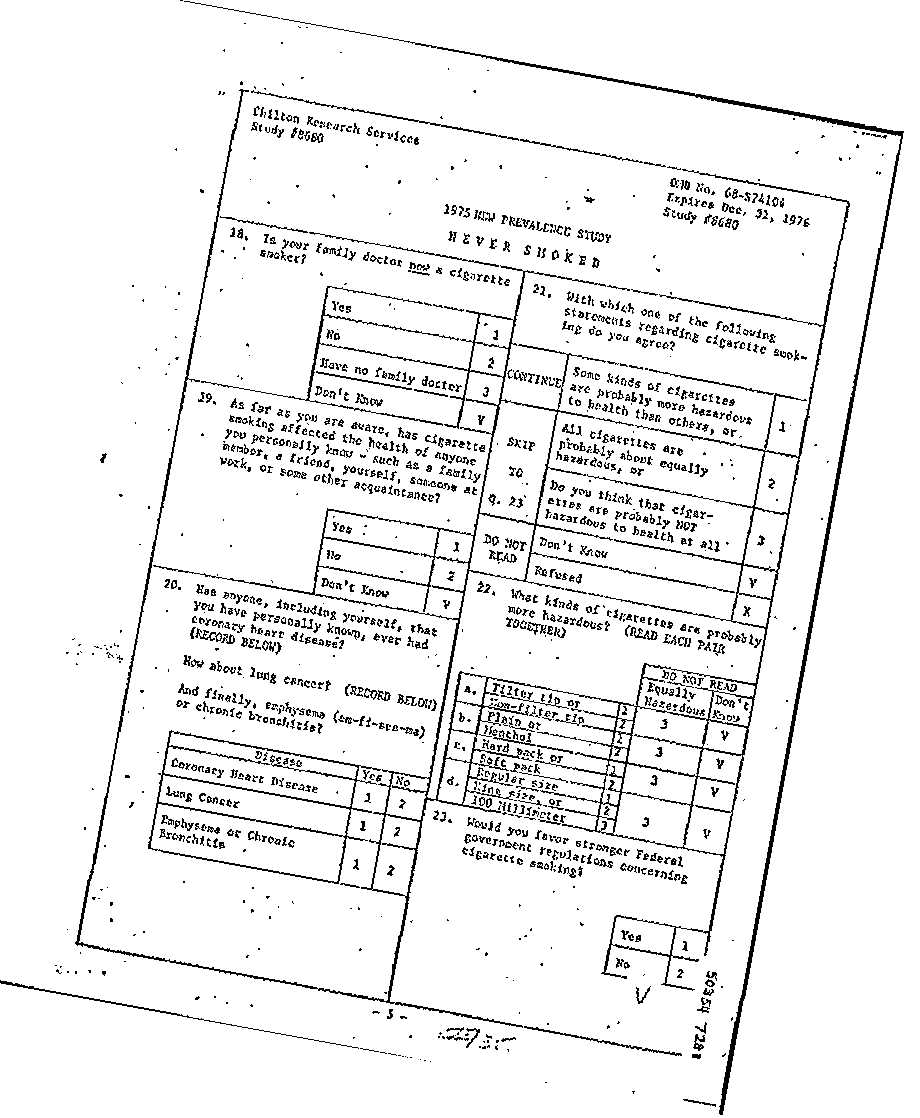 Chilton Research Services
Study #8680
OMB No. 68-S74104
Expires Dec. 31, 1976
Study #8680
1975 NEW PREVALENCE STUDY
NEVER SMOKED
18. Is your family doctor now a cigarette
smoker?
Yes 1
No 2
Have no family doctor 3
Don't Know V
19. As far as you are aware, has cigarette
smoking affected the health of anyone
you personally know - such as a family
member, a friend, yourself, someone at
work, or some other acquaintance?
Yes 1
No 2
Don't Know V
20. Has anyone, including yourself, that
you have personally known, ever had
coronary heart disease?
(RECORD BELOW)
How about lung cancer? (RECORD BELOW)
And finally, emphysema (em-fi-see-ma)
or chronic bronchitis?
Disease Yes No
Coronary Heart Disease 1 2
Lung Cancer 1 2
Emphysema or Chronic
Bronchitis 1 2
21. With which one of the following
statements regarding cigarette smok-
ing do you agree?
CONTINUE
Some kinds of cigarettes
are probably more hazardous
to health than others, or 1
SKIP
TO
Q. 23
All cigarettes are
probably about equally
hazardous, or 2
Do you think that cigar-
ettes are probably NOT
hazardous to health at all 3
DO NOT
READ
Don't Know V
Refused X
22. What kinds of cigarettes are probably
more hazardous? (READ EACH PAIR
TOGETHER)
DO NOT READ
Equally
Hazardous
Don't
Know
a. Filter tip or 1
Non-filter tip 2
3 V
b. Plain or 1
Menthol 2
3 V
c. Hard pack or 1
Soft pack 2
3 V
d. Regular size 1
King size, or 2
100 Millimeter 3
3 V
23. Would you favor stronger Federal
government regulations concerning
cigarette smoking?
Yes 1
No 2
V
- 5 -
50354 7281